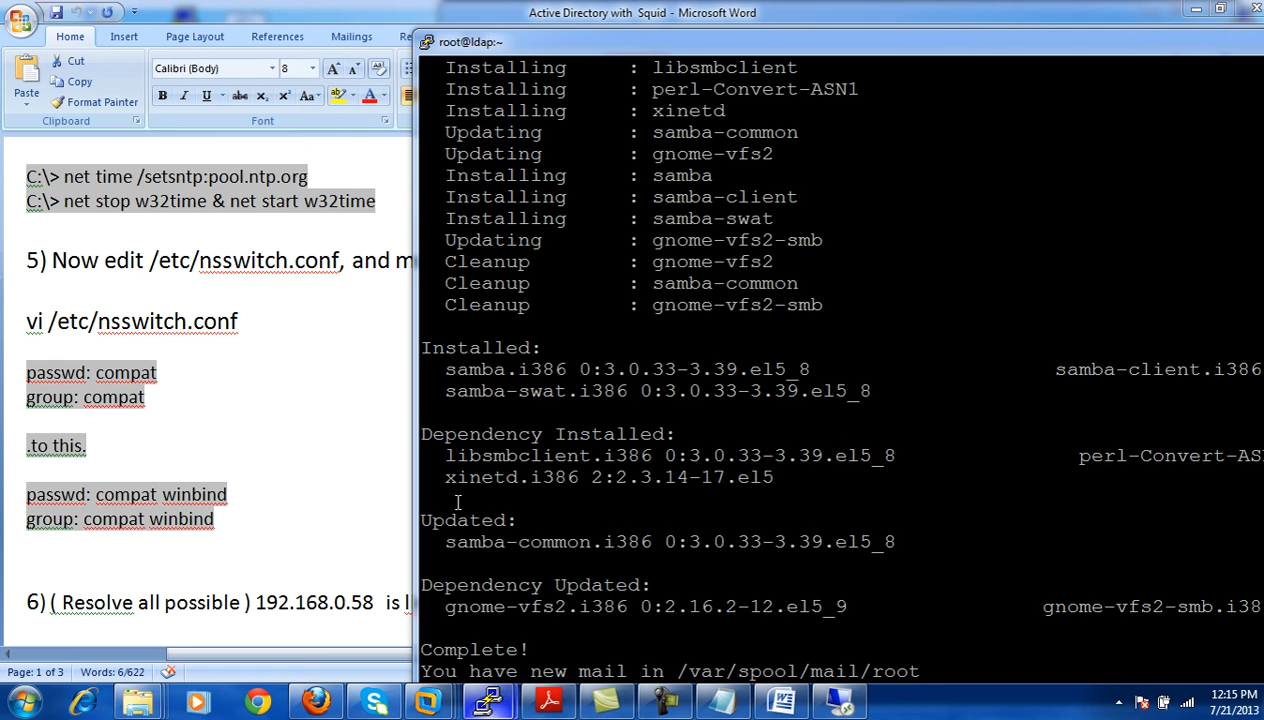 Active Directory with Squid - Microsoft Word
Home
Insert
Page Layout
References
Mailings
Re
Paste
Cut
Copy
Format Painter
Clipboard
Calibri (Body)
8
Font
C:\> net time /setsntp:pool.ntp.org
C:\> net stop w32time & net start w32time
5) Now edit /etc/nsswitch.conf, and m
vi /etc/nsswitch.conf
passwd: compat
group: compat
.to this.
passwd: compat winbind
group: compat winbind
6) ( Resolve all possible ) 192.168.0.58 is l
Page: 1 of 3
Words: 6/622
root@ldap:~
Installing : libsmbclient
Installing : perl-Convert-ASN1
Installing : xinetd
Updating : samba-common
Updating : gnome-vfs2
Installing : samba
Installing : samba-client
Installing : samba-swat
Updating : gnome-vfs2-smb
Cleanup : gnome-vfs2
Cleanup : samba-common
Cleanup : gnome-vfs2-smb
Installed:
samba.i386 0:3.0.33-3.39.el5_8 samba-client.i386
samba-swat.i386 0:3.0.33-3.39.el5_8
Dependency Installed:
libsmbclient.i386 0:3.0.33-3.39.el5_8 perl-Convert-AS
xinetd.i386 2:2.3.14-17.el5
Updated:
samba-common.i386 0:3.0.33-3.39.el5_8
Dependency Updated:
gnome-vfs2.i386 0:2.16.2-12.el5_9 gnome-vfs2-smb.i38
Complete!
You have new mail in /var/spool/mail/root
12:15 PM
7/21/2013